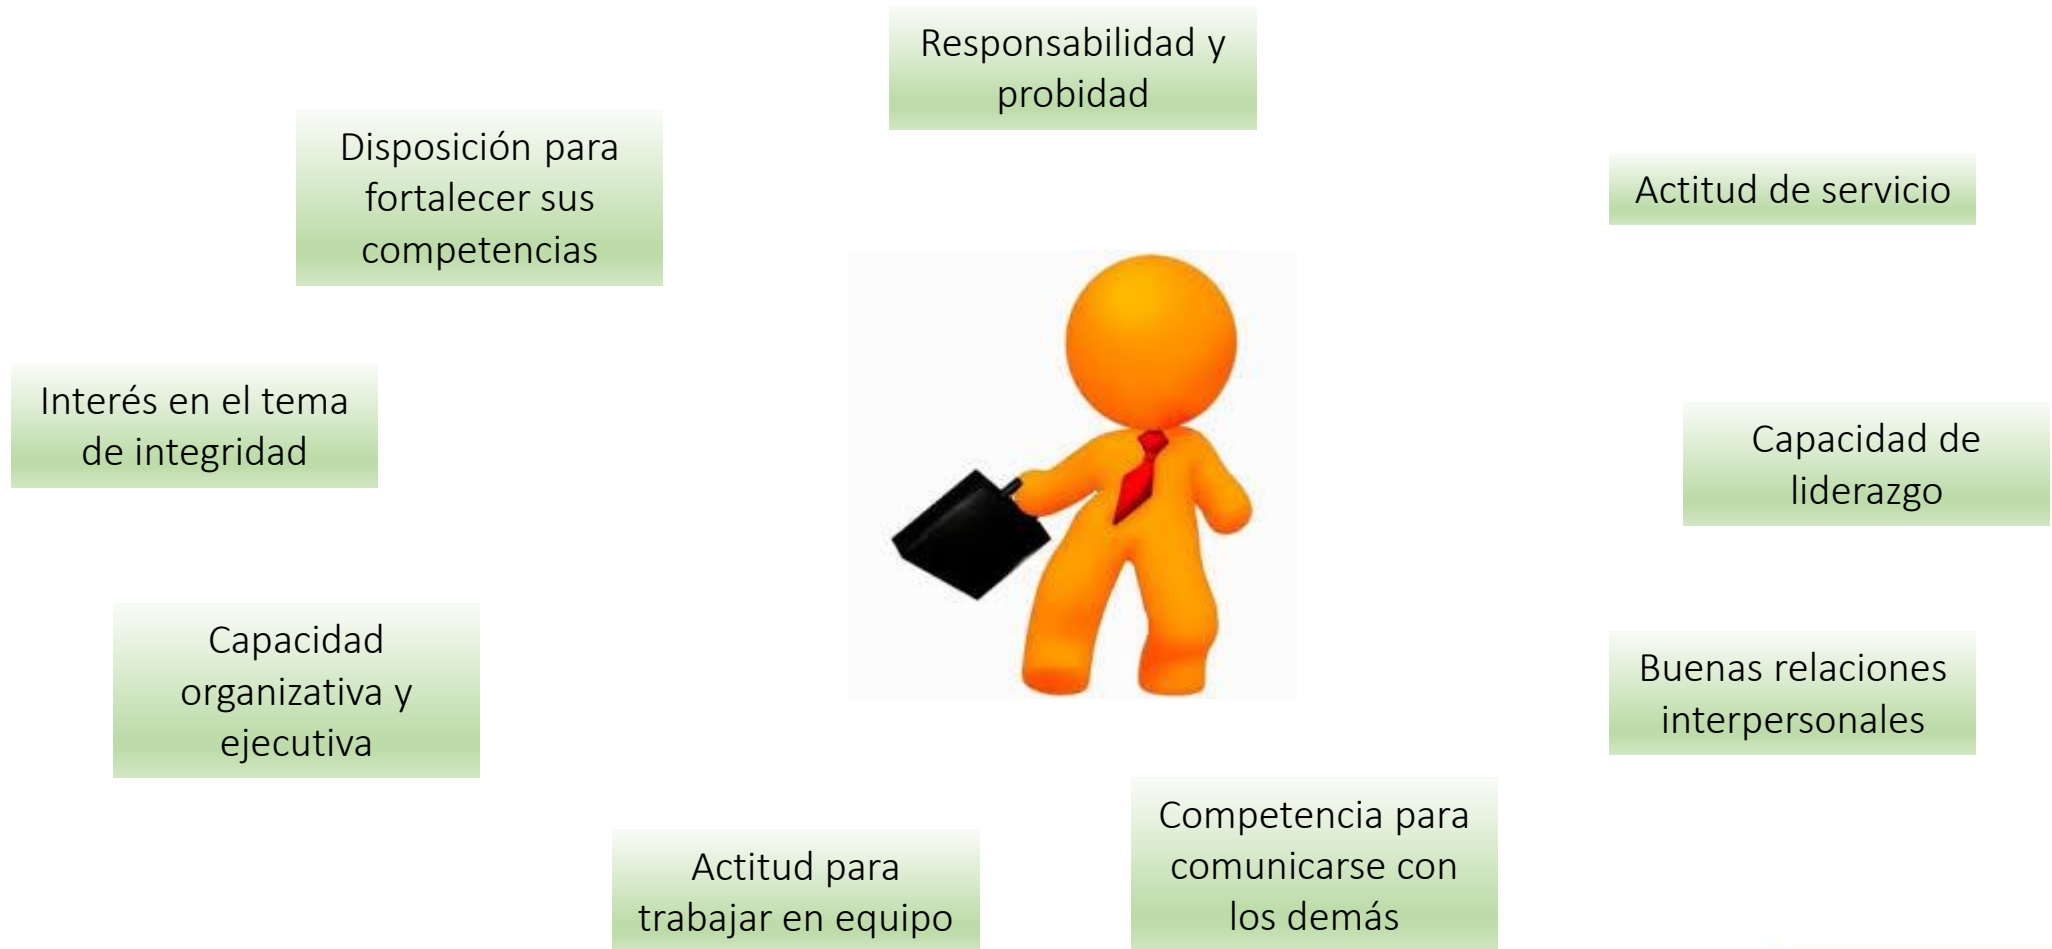 Responsabilidad y
probidad
Disposición para
fortalecer sus
competencias
Actitud de servicio
Interés en el tema
de integridad
Capacidad de
liderazgo
Capacidad
organizativa y
ejecutiva
Buenas relaciones
interpersonales
Actitud para
trabajar en equipo
Competencia para
comunicarse con
los demás